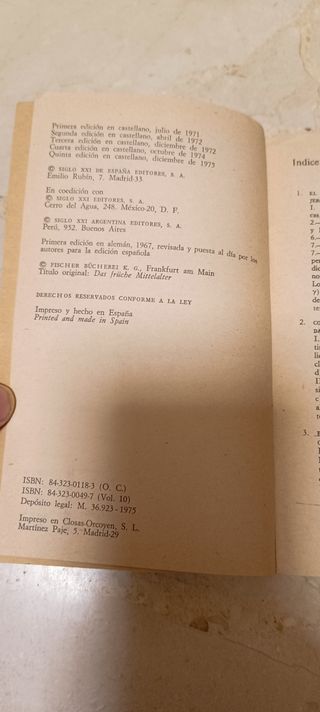 Primera edición en castellano, julio de 1971
Segunda edición en castellano, abril de 1972
Tercera edición en castellano, diciembre de 1972
Cuarta edición en castellano, octubre de 1974
Quinta edición en castellano, diciembre de 1975
© SIGLO XXI DE ESPAÑA EDITORES, S. A.
Emilio Rubín, 7. Madrid-33
En coedición con
© SIGLO XXI EDITORES, S. A.
Cerro del Agua, 248. México-20, D. F.
© SIGLO XXI ARGENTINA EDITORES, S. A.
Perú, 952. Buenos Aires
Primera edición en alemán, 1967, revisada y puesta al día por los
autores para la edición española
© FISCHER BÜCHEREI K. G., Frankfurt am Main
Título original: Das früche Mittelalter
DERECHOS RESERVADOS CONFORME A LA LEY
Impreso y hecho en España
Printed and made in Spain
ISBN: 84-323-0118-3 (O. C.)
ISBN: 84-323-0049-7 (Vol. 10)
Depósito legal: M. 36.923 - 1975
Impreso en Closas-Orcoyen, S. L.
Martínez Paje, 5. Madrid-29
Indice
1. EL
2. CO
3.